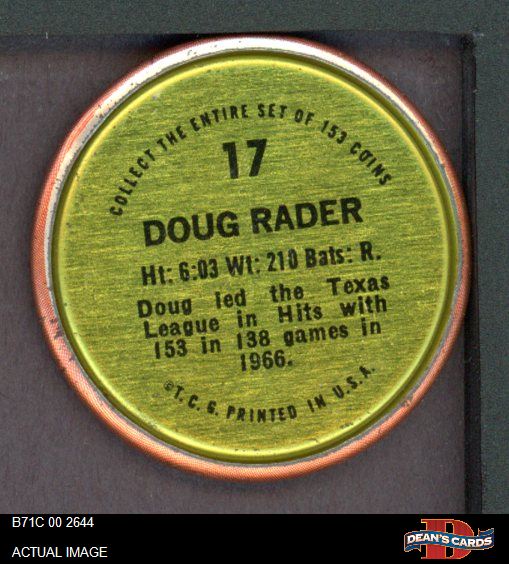 COLLECT THE ENTIRE SET OF 153 COINS
17
DOUG RADER
Ht: 6:03 Wt: 210 Bats: R.
Doug led the Texas
League in Hits with
153 in 138 games in
1966.
©T.C.G. PRINTED IN U.S.A.
B71C 00 2644
ACTUAL IMAGE
D
DEAN'S CARDS